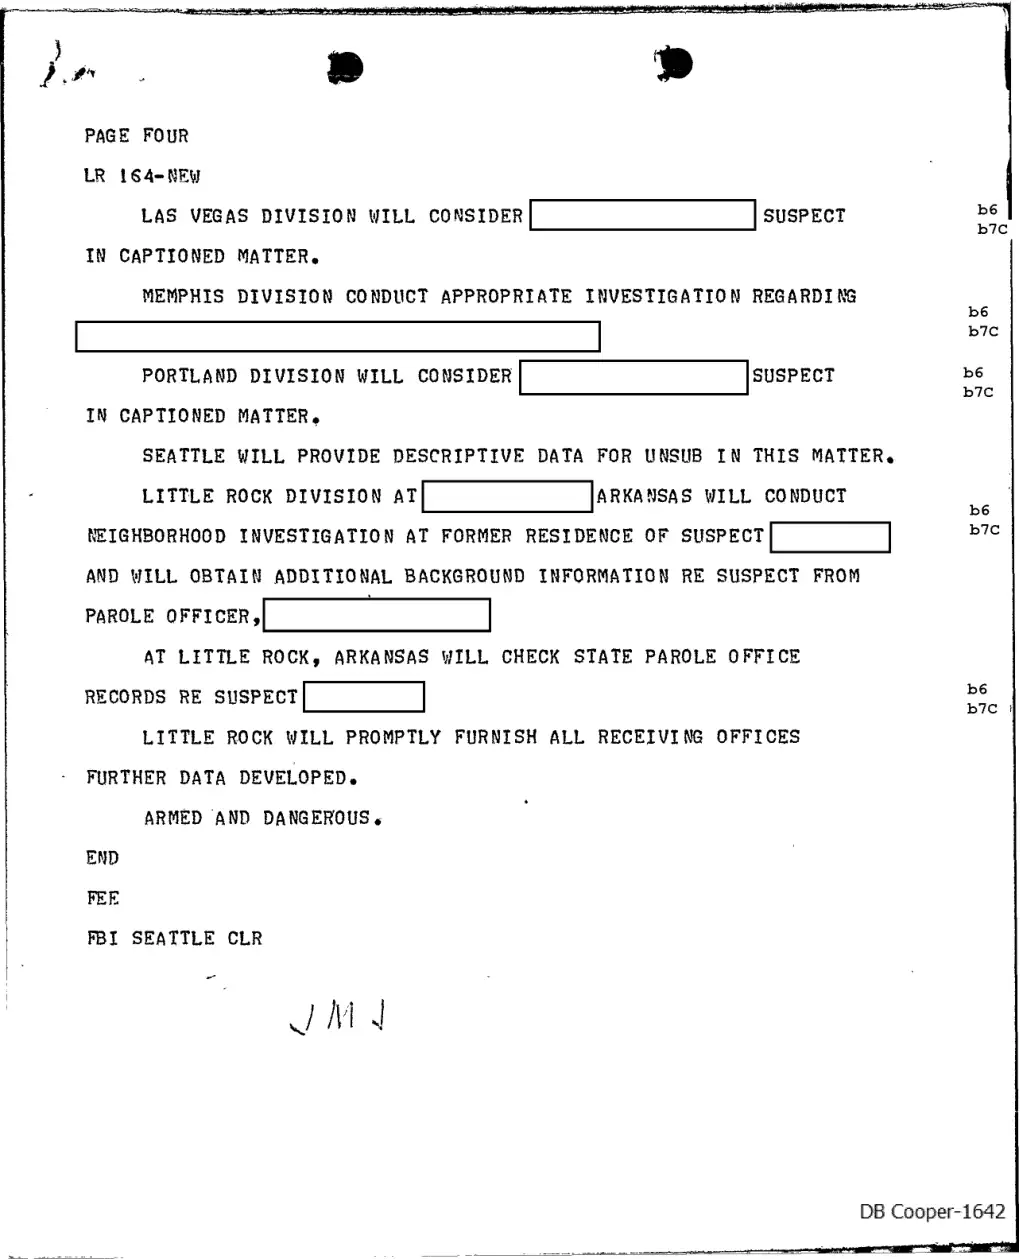 PAGE FOUR
LR 164-NEW
LAS VEGAS DIVISION WILL CONSIDER SUSPECT
b6
b7C
IN CAPTIONED MATTER.
MEMPHIS DIVISION CONDUCT APPROPRIATE INVESTIGATION REGARDING
b6
b7C
PORTLAND DIVISION WILL CONSIDER SUSPECT
b6
b7C
IN CAPTIONED MATTER.
SEATTLE WILL PROVIDE DESCRIPTIVE DATA FOR UNSUB IN THIS MATTER.
LITTLE ROCK DIVISION AT ARKANSAS WILL CONDUCT
b6
b7C
NEIGHBORHOOD INVESTIGATION AT FORMER RESIDENCE OF SUSPECT
AND WILL OBTAIN ADDITIONAL BACKGROUND INFORMATION RE SUSPECT FROM
PAROLE OFFICER,
AT LITTLE ROCK, ARKANSAS WILL CHECK STATE PAROLE OFFICE
RECORDS RE SUSPECT
b6
b7C
LITTLE ROCK WILL PROMPTLY FURNISH ALL RECEIVING OFFICES
FURTHER DATA DEVELOPED.
ARMED AND DANGEROUS.
END
FEE
FBI SEATTLE CLR
JMJ
DB Cooper-1642